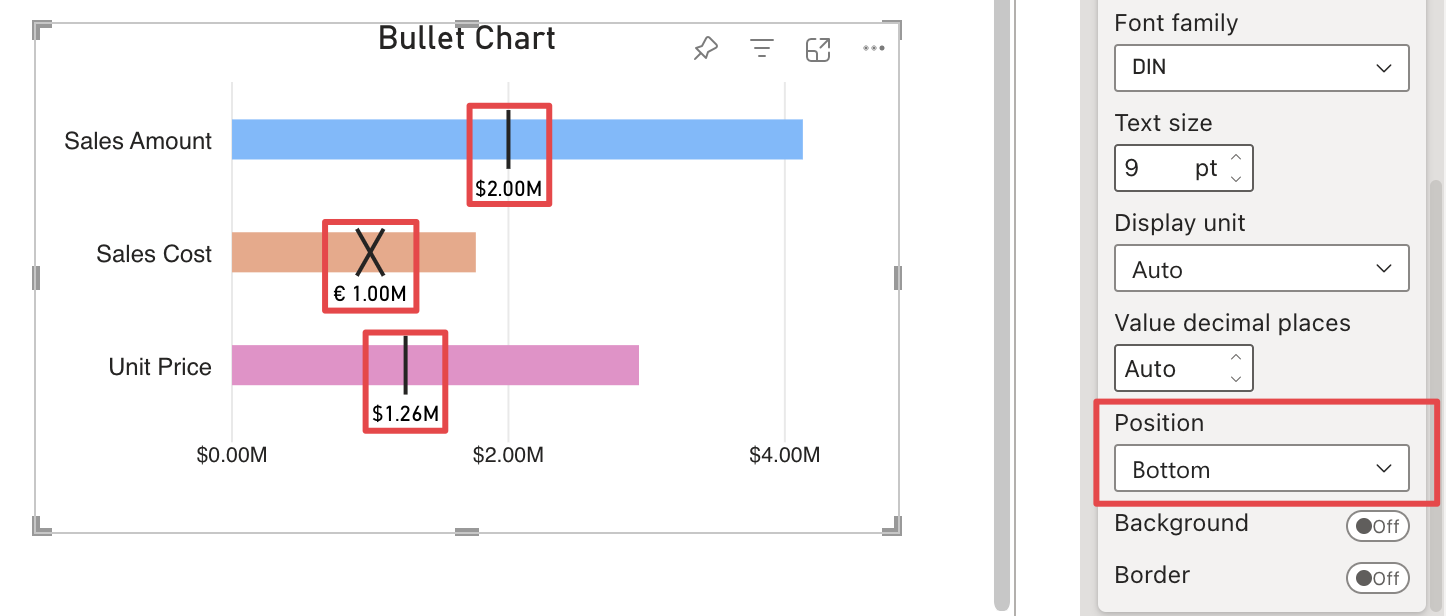 Bullet Chart
Sales Amount
$2.00M
Sales Cost
€ 1.00M
Unit Price
$1.26M
$0.00M $2.00M $4.00M
Font family
DIN
Text size
9 pt
Display unit
Auto
Value decimal places
Auto
Position
Bottom
Background Off
Border Off